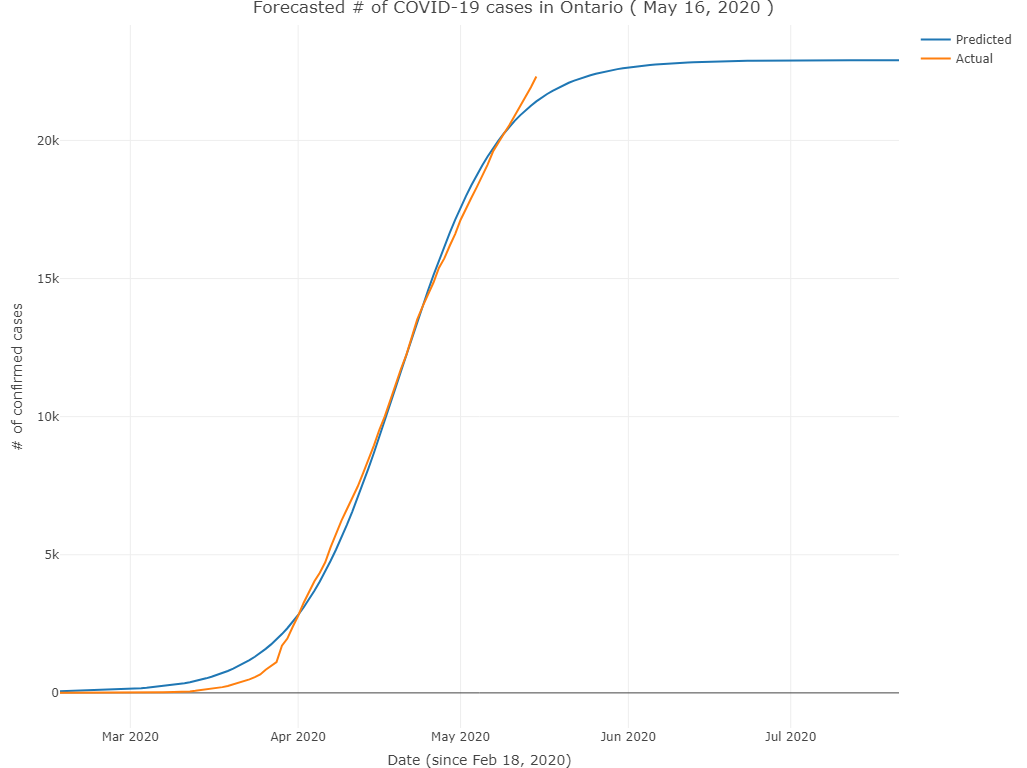 Forecasted # of COVID-19 cases in Ontario ( May 16, 2020 )
Predicted
Actual
20k
15k
10k
5k
0
# of confirmed cases
Mar 2020
Apr 2020
May 2020
Jun 2020
Jul 2020
Date (since Feb 18, 2020)